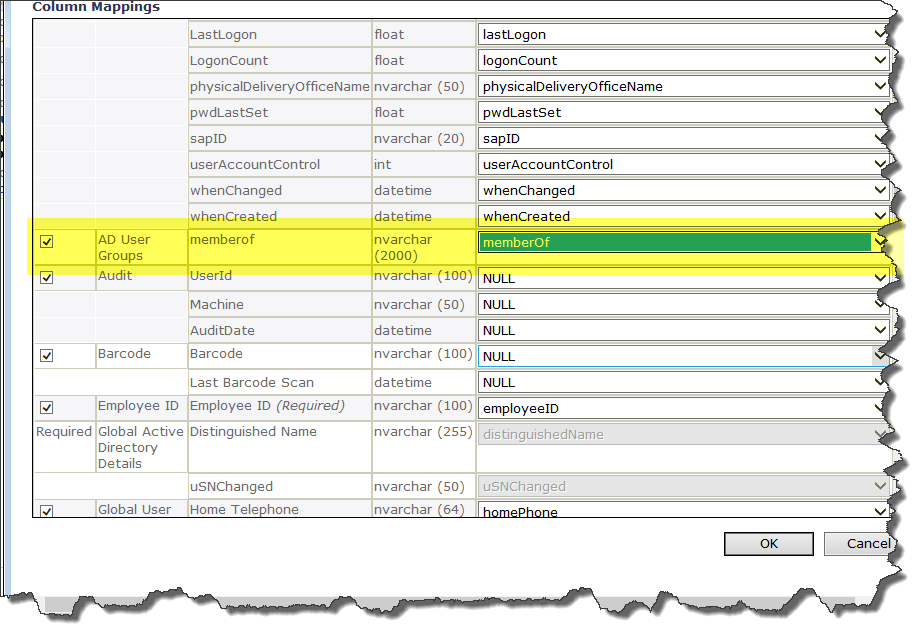 Column Mappings
LastLogon float lastLogon
LogonCount float logonCount
physicalDeliveryOfficeName nvarchar (50) physicalDeliveryOfficeName
pwdLastSet float pwdLastSet
sapID nvarchar (20) sapID
userAccountControl int userAccountControl
whenChanged datetime whenChanged
whenCreated datetime whenCreated
AD User memberof nvarchar memberOf
Groups (2000)
Audit UserId nvarchar (100) NULL
Machine nvarchar (50) NULL
AuditDate datetime NULL
Barcode Barcode nvarchar (100) NULL
Last Barcode Scan datetime NULL
Employee ID Employee ID (Required) nvarchar (100) employeeID
Required Global Active Distinguished Name nvarchar (255) distinguishedName
Directory
Details
uSNChanged nvarchar (50) uSNChanged
Global User Home Telephone nvarchar (64) homePhone
OK Cancel